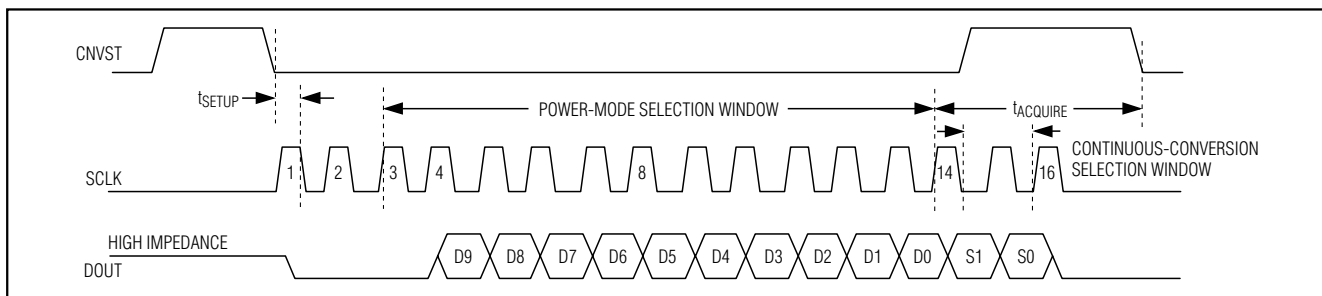 CNVST
tSETUP
POWER-MODE SELECTION WINDOW
tACQUIRE
CONTINUOUS-CONVERSION
SELECTION WINDOW
SCLK
1 2 3 4 8 14 16
HIGH IMPEDANCE
DOUT
D9 D8 D7 D6 D5 D4 D3 D2 D1 D0 S1 S0